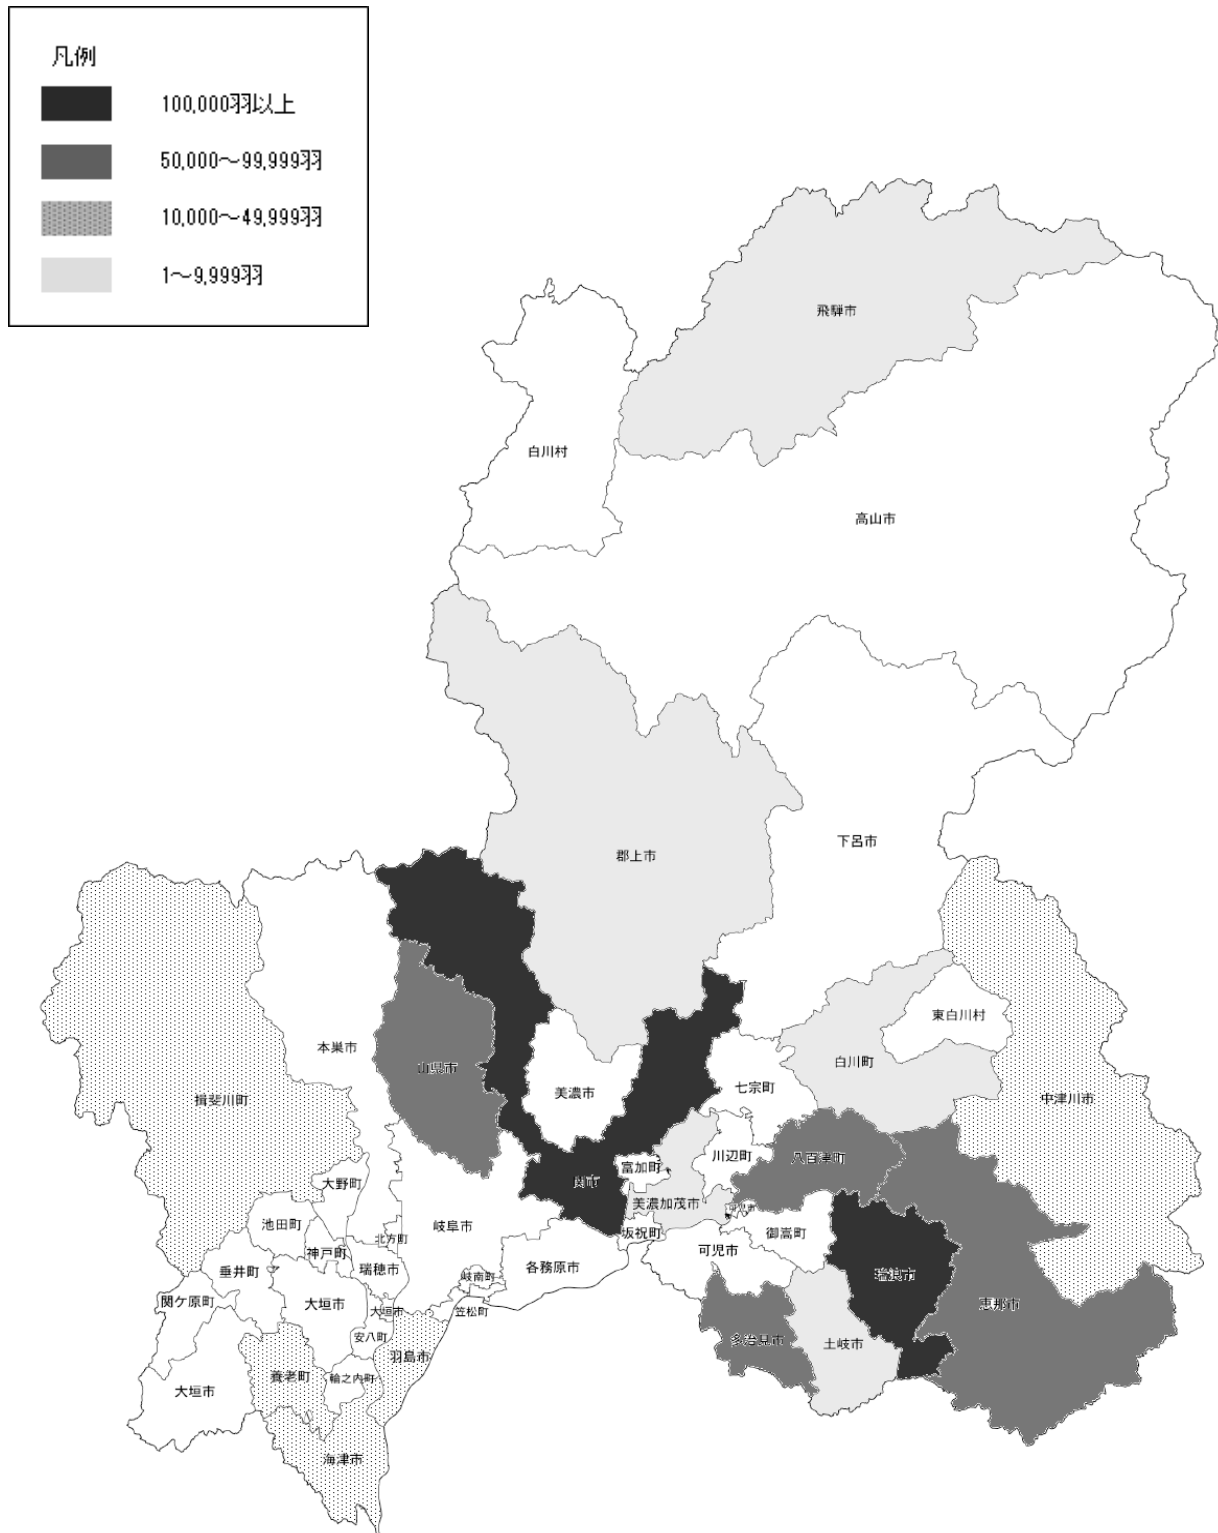 凡例
100,000羽以上
50,000～99,999羽
10,000～49,999羽
1～9,999羽
飛騨市
白川村
高山市
下呂市
郡上市
東白川村
本巣市
白川町
山県市
七宗町
美濃市
揖斐川町
中津川市
川辺町
八百津町
富加町
大野町
関市
美濃加茂市
可児市
池田町
岐阜市
坂祝町
御嵩町
北方町
神戸町
可児市
各務原市
垂井町
瑞穂市
岐南町
瑞浪市
関ケ原町
大垣市
大垣市
笠松町
恵那市
安八町
多治見市
土岐市
羽島市
養老町
輪之内町
大垣市
海津市